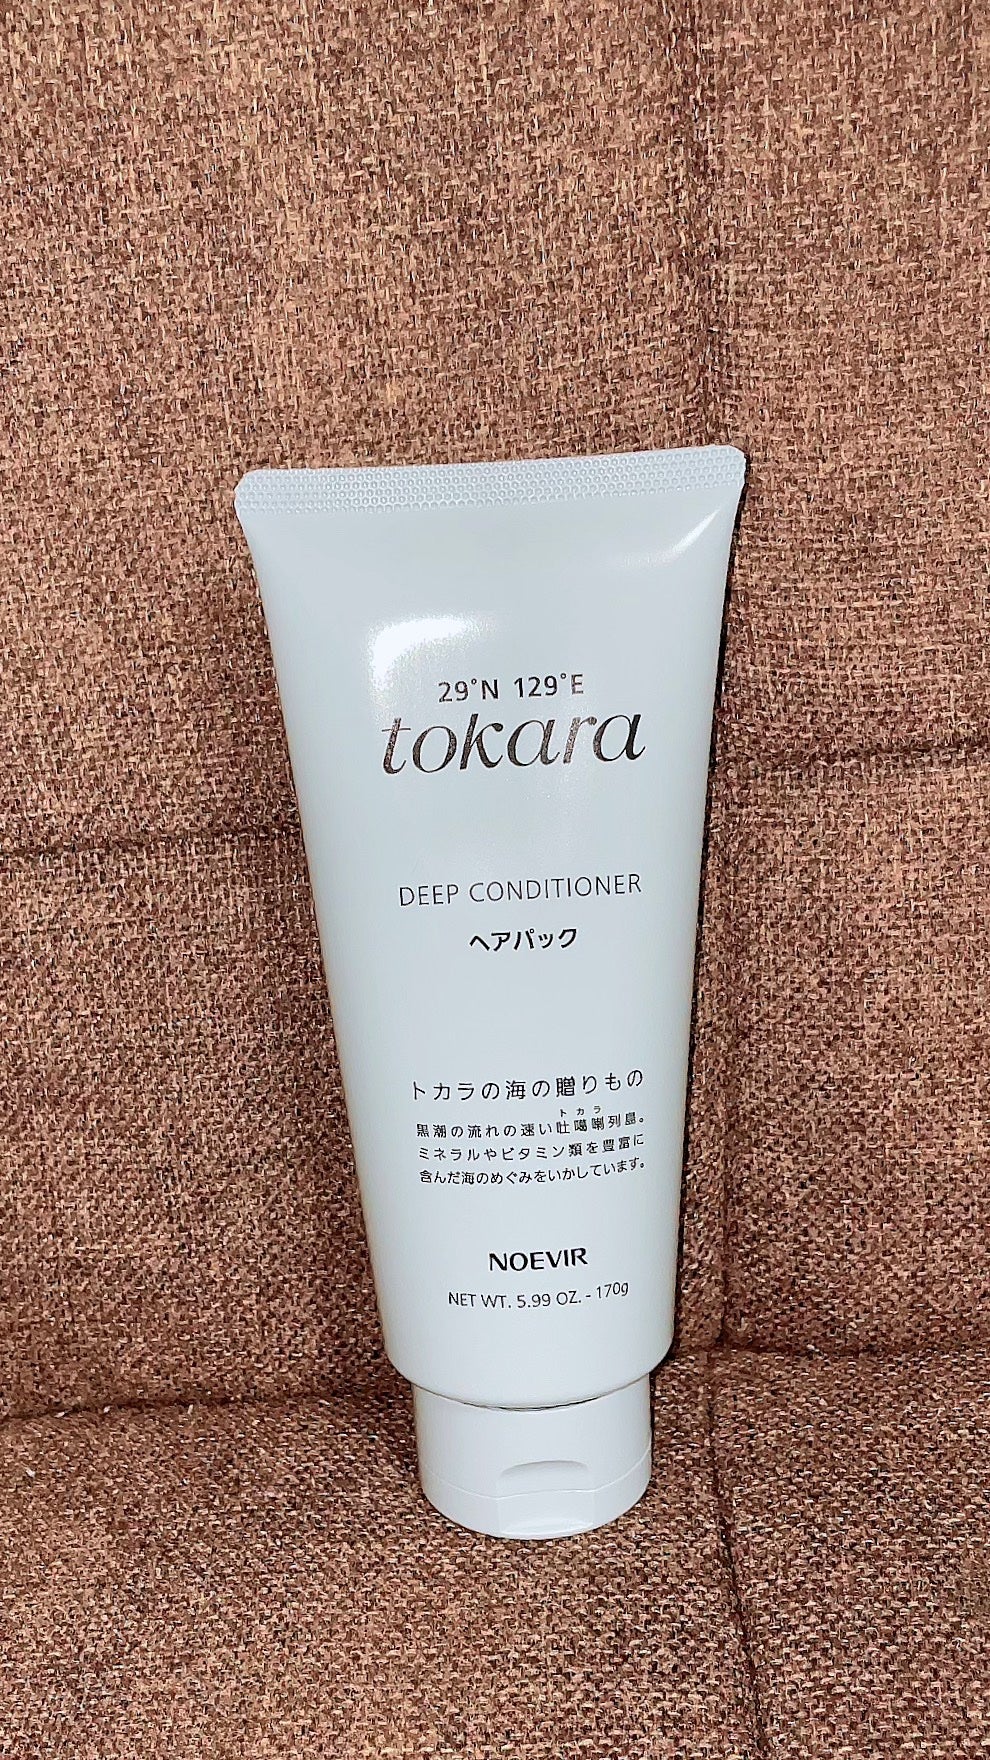 29°N 129°E
tokara
DEEP CONDITIONER
ヘアパック
トカラの海の贈りもの
トカラ
黒潮の流れの速い吐噶喇列島。
ミネラルやビタミン類を豊富に
含んだ海のめぐみをいかしています。
NOEVIR
NET WT. 5.99 OZ. - 170g